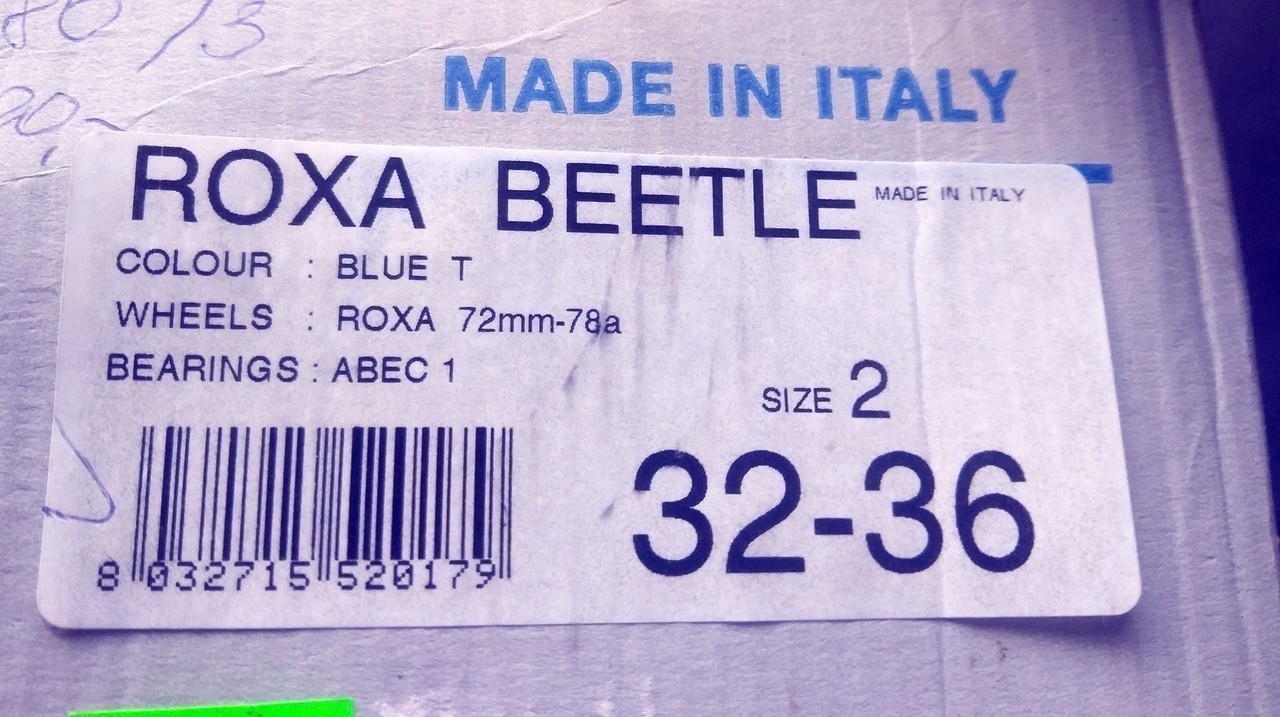 MADE IN ITALY
ROXA BEETLE MADE IN ITALY
COLOUR : BLUE T
WHEELS : ROXA 72mm-78a
BEARINGS : ABEC 1
SIZE 2
32-36
8 032715 520179